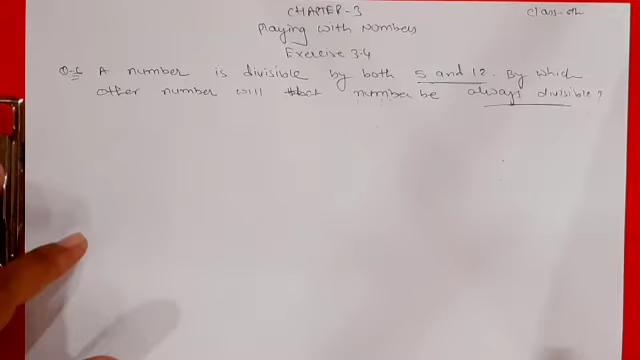 CHAPTER-3
Class-6th
Playing with Numbers
Exercise 3.4
Q-6 A number is divisible by both 5 and 12. By which
other number will that number be always divisible?